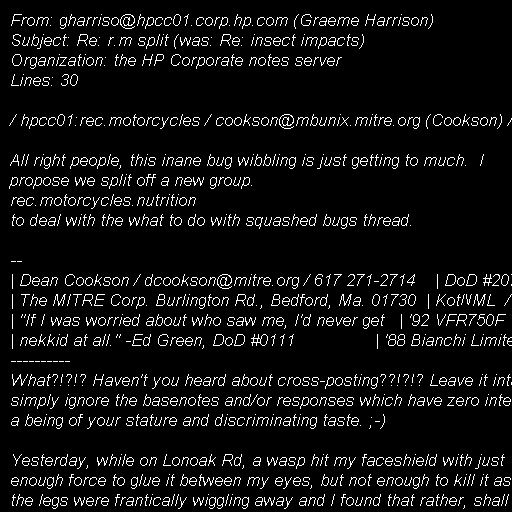 From: gharriso@hpcc01.corp.hp.com (Graeme Harrison)
Subject: Re: r.m split (was: Re: insect impacts)
Organization: the HP Corporate notes server
Lines: 30

/ hpcc01:rec.motorcycles / cookson@mbunix.mitre.org (Cookson) /

All right people, this inane bug wibbling is just getting to much.  I
propose we split off a new group.
rec.motorcycles.nutrition
to deal with the what to do with squashed bugs thread.

--
| Dean Cookson / dcookson@mitre.org / 617 271-2714    | DoD #207
| The MITRE Corp. Burlington Rd., Bedford, Ma. 01730  | KotNML  /
| "If I was worried about who saw me, I'd never get   | '92 VFR750F
| nekkid at all." -Ed Green, DoD #0111                | '88 Bianchi Limite
----------
What?!?!? Haven't you heard about cross-posting??!?!? Leave it int
simply ignore the basenotes and/or responses which have zero inte
a being of your stature and discriminating taste. ;-)

Yesterday, while on Lonoak Rd, a wasp hit my faceshield with just
enough force to glue it between my eyes, but not enough to kill it as
the legs were frantically wiggling away and I found that rather, shall